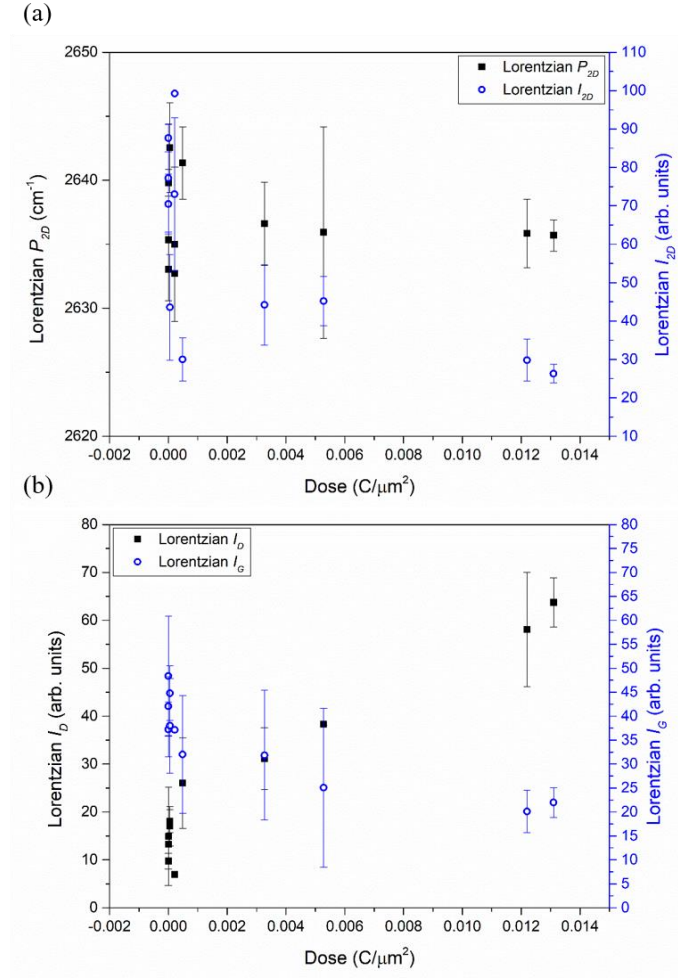 (a)
2650
2640
2630
2620
Lorentzian P2D (cm-1)
Lorentzian P2D
Lorentzian I2D
110
100
90
80
70
60
50
40
30
20
10
Lorentzian I2D (arb. units)
-0.002 0.000 0.002 0.004 0.006 0.008 0.010 0.012 0.014
Dose (C/μm2)
(b)
80
70
60
50
40
30
20
10
0
Lorentzian ID (arb. units)
Lorentzian ID
Lorentzian IG
80
75
70
65
60
55
50
45
40
35
30
25
20
15
10
5
0
Lorentzian IG (arb. units)
-0.002 0.000 0.002 0.004 0.006 0.008 0.010 0.012 0.014
Dose (C/μm2)